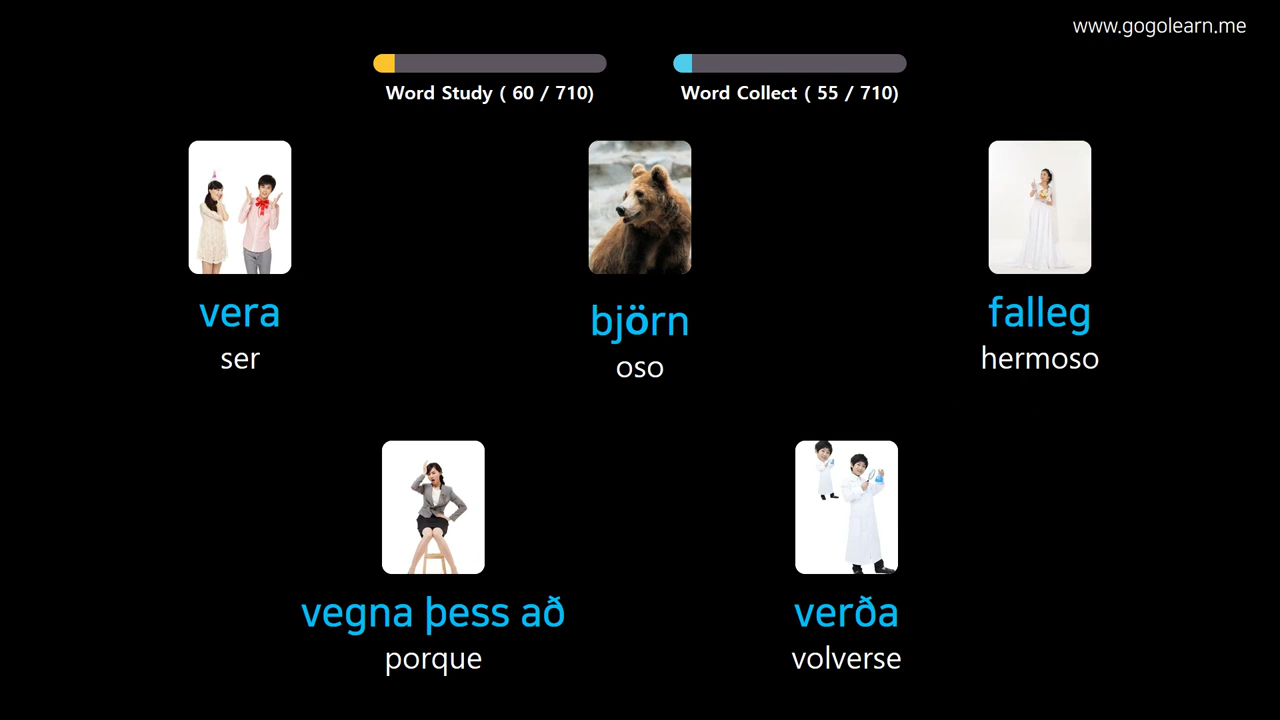 www.gogolearn.me
Word Study ( 60 / 710)
Word Collect ( 55 / 710)
vera
ser
björn
oso
falleg
hermoso
vegna þess að
porque
verða
volverse